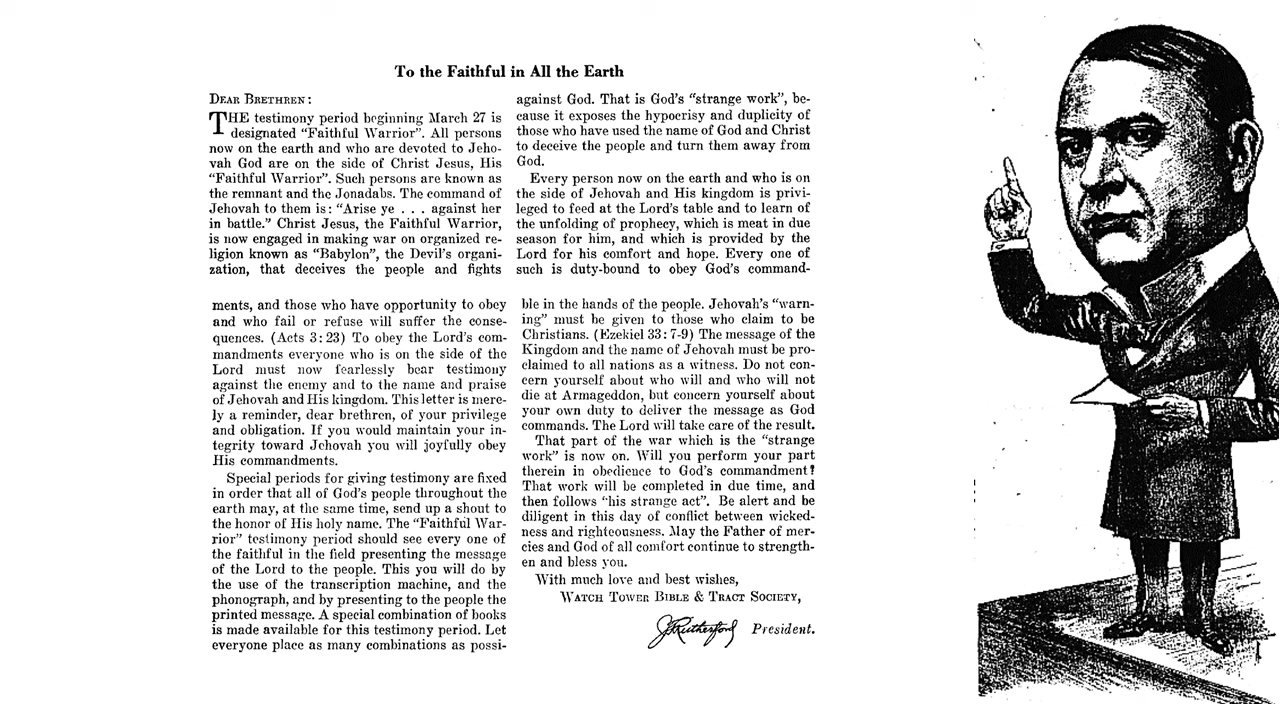 To the Faithful in All the Earth
DEAR BRETHREN:
THE testimony period beginning March 27 is
designated “Faithful Warrior”. All persons
now on the earth and who are devoted to Jeho-
vah God are on the side of Christ Jesus, His
“Faithful Warrior”. Such persons are known as
the remnant and the Jonadabs. The command of
Jehovah to them is: “Arise ye . . . against her
in battle.” Christ Jesus, the Faithful Warrior,
is now engaged in making war on organized re-
ligion known as “Babylon”, the Devil's organi-
zation, that deceives the people and fights
against God. That is God's “strange work”, be-
cause it exposes the hypocrisy and duplicity of
those who have used the name of God and Christ
to deceive the people and turn them away from
God.
Every person now on the earth and who is on
the side of Jehovah and His kingdom is privi-
leged to feed at the Lord's table and to learn of
the unfolding of prophecy, which is meat in due
season for him, and which is provided by the
Lord for his comfort and hope. Every one of
such is duty-bound to obey God's command-
ments, and those who have opportunity to obey
and who fail or refuse will suffer the conse-
quences. (Acts 3:23) To obey the Lord's com-
mandments everyone who is on the side of the
Lord must now fearlessly bear testimony
against the enemy and to the name and praise
of Jehovah and His kingdom. This letter is mere-
ly a reminder, dear brethren, of your privilege
and obligation. If you would maintain your in-
tegrity toward Jehovah you will joyfully obey
His commandments.
Special periods for giving testimony are fixed
in order that all of God's people throughout the
earth may, at the same time, send up a shout to
the honor of His holy name. The “Faithful War-
rior” testimony period should see every one of
the faithful in the field presenting the message
of the Lord to the people. This you will do by
the use of the transcription machine, and the
phonograph, and by presenting to the people the
printed message. A special combination of books
is made available for this testimony period. Let
everyone place as many combinations as possi-
ble in the hands of the people. Jehovah's “warn-
ing” must be given to those who claim to be
Christians. (Ezekiel 33:7-9) The message of the
Kingdom and the name of Jehovah must be pro-
claimed to all nations as a witness. Do not con-
cern yourself about who will and who will not
die at Armageddon, but concern yourself about
your own duty to deliver the message as God
commands. The Lord will take care of the result.
That part of the war which is the “strange
work” is now on. Will you perform your part
therein in obedience to God's commandment?
That work will be completed in due time, and
then follows “his strange act”. Be alert and be
diligent in this day of conflict between wicked-
ness and righteousness. May the Father of mer-
cies and God of all comfort continue to strength-
en and bless you.
With much love and best wishes,
WATCH TOWER BIBLE & TRACT SOCIETY,
J F Rutherford President.